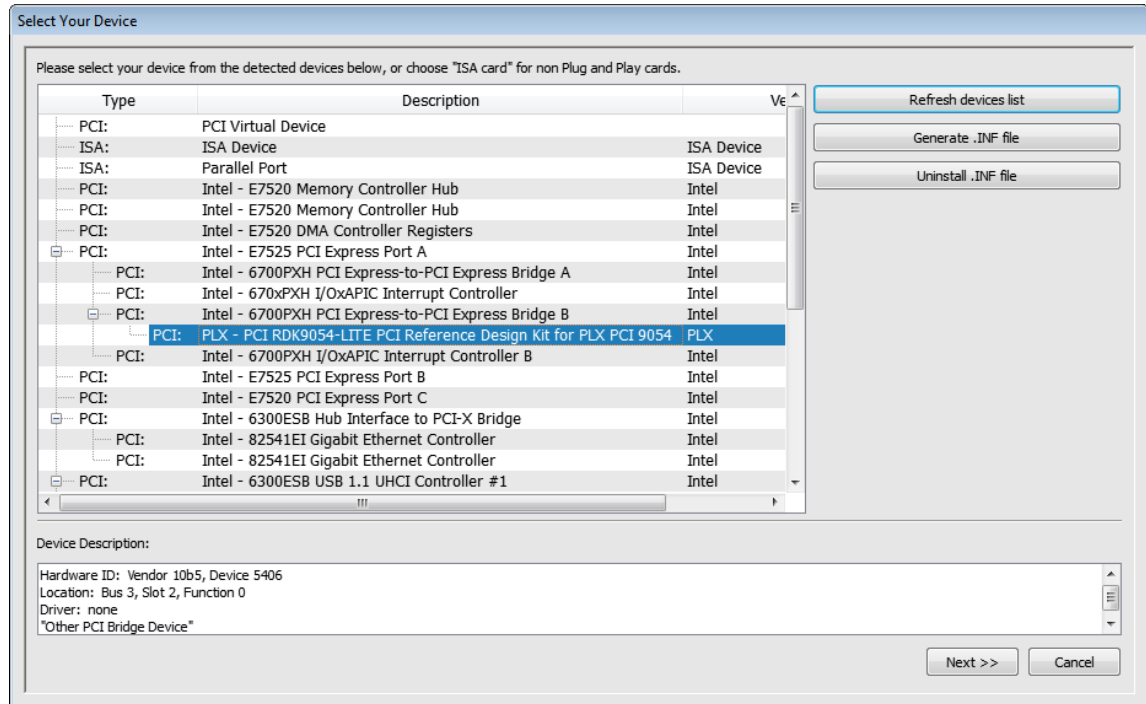 Select Your Device
Please select your device from the detected devices below, or choose "ISA card" for non Plug and Play cards.
Type Description Ve
PCI: PCI Virtual Device
ISA: ISA Device ISA Device
ISA: Parallel Port ISA Device
PCI: Intel - E7520 Memory Controller Hub Intel
PCI: Intel - E7520 Memory Controller Hub Intel
PCI: Intel - E7520 DMA Controller Registers Intel
PCI: Intel - E7525 PCI Express Port A Intel
PCI: Intel - 6700PXH PCI Express-to-PCI Express Bridge A Intel
PCI: Intel - 670xPXH I/OxAPIC Interrupt Controller Intel
PCI: Intel - 6700PXH PCI Express-to-PCI Express Bridge B Intel
PCI: PLX - PCI RDK9054-LITE PCI Reference Design Kit for PLX PCI 9054 PLX
PCI: Intel - 6700PXH I/OxAPIC Interrupt Controller B Intel
PCI: Intel - E7525 PCI Express Port B Intel
PCI: Intel - E7520 PCI Express Port C Intel
PCI: Intel - 6300ESB Hub Interface to PCI-X Bridge Intel
PCI: Intel - 82541EI Gigabit Ethernet Controller Intel
PCI: Intel - 82541EI Gigabit Ethernet Controller Intel
PCI: Intel - 6300ESB USB 1.1 UHCI Controller #1 Intel
Refresh devices list
Generate .INF file
Uninstall .INF file
Device Description:
Hardware ID: Vendor 10b5, Device 5406
Location: Bus 3, Slot 2, Function 0
Driver: none
"Other PCI Bridge Device"
Next >> Cancel